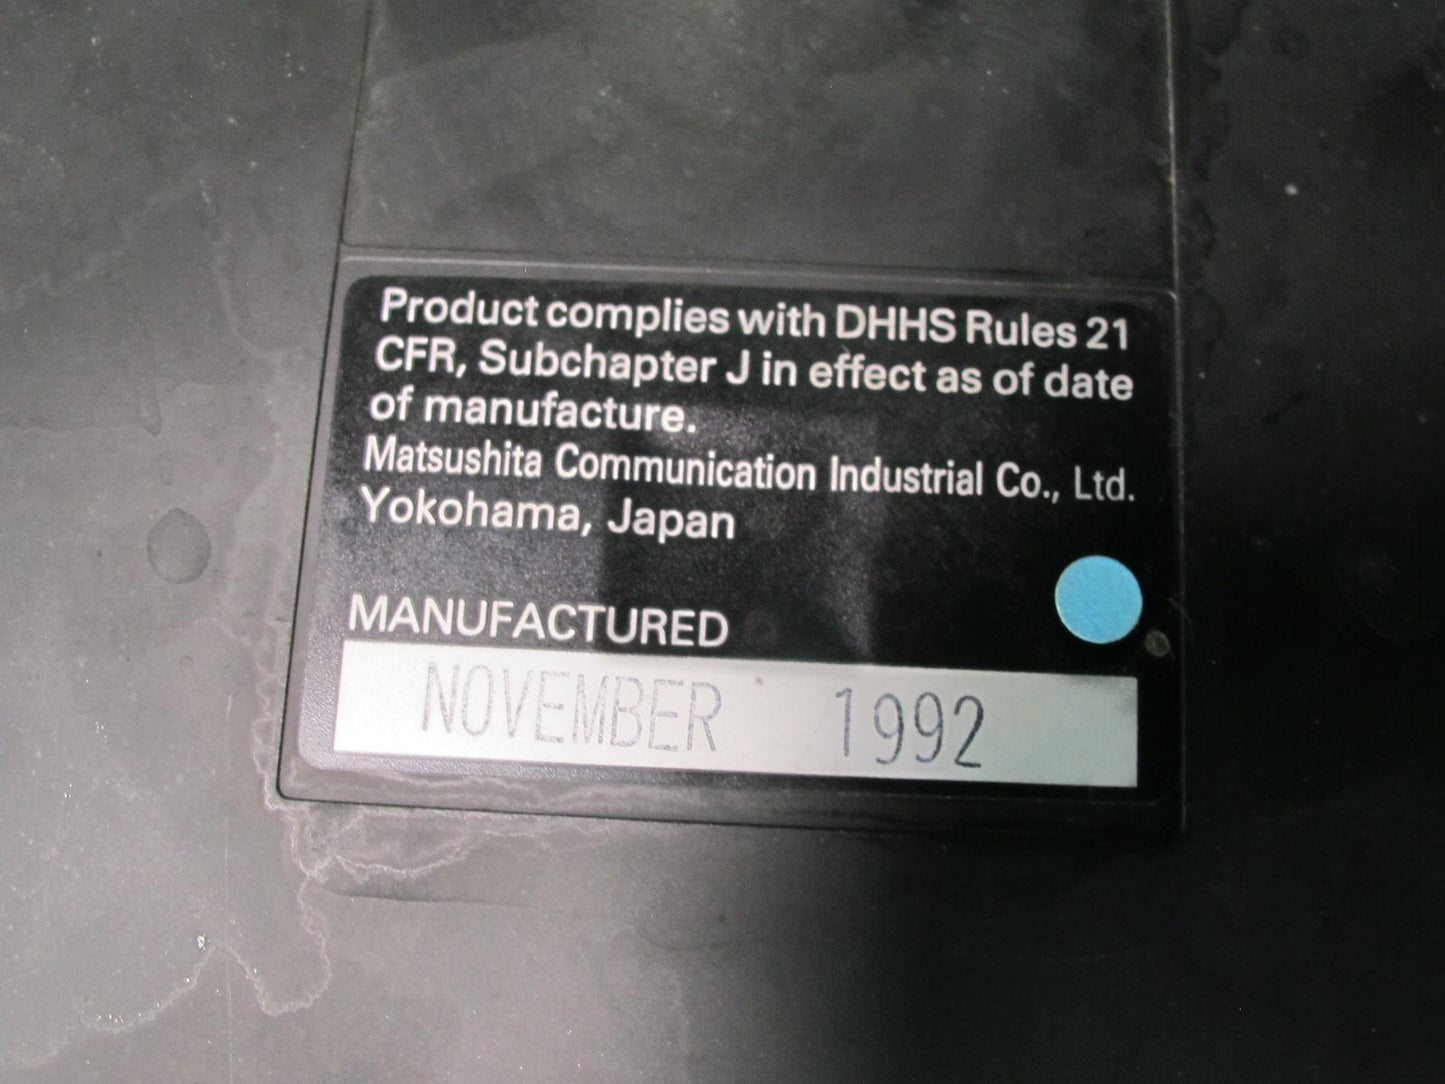 Product complies with DHHS Rules 21
CFR, Subchapter J in effect as of date
of manufacture.
Matsushita Communication Industrial Co., Ltd.
Yokohama, Japan
MANUFACTURED
NOVEMBER 1992